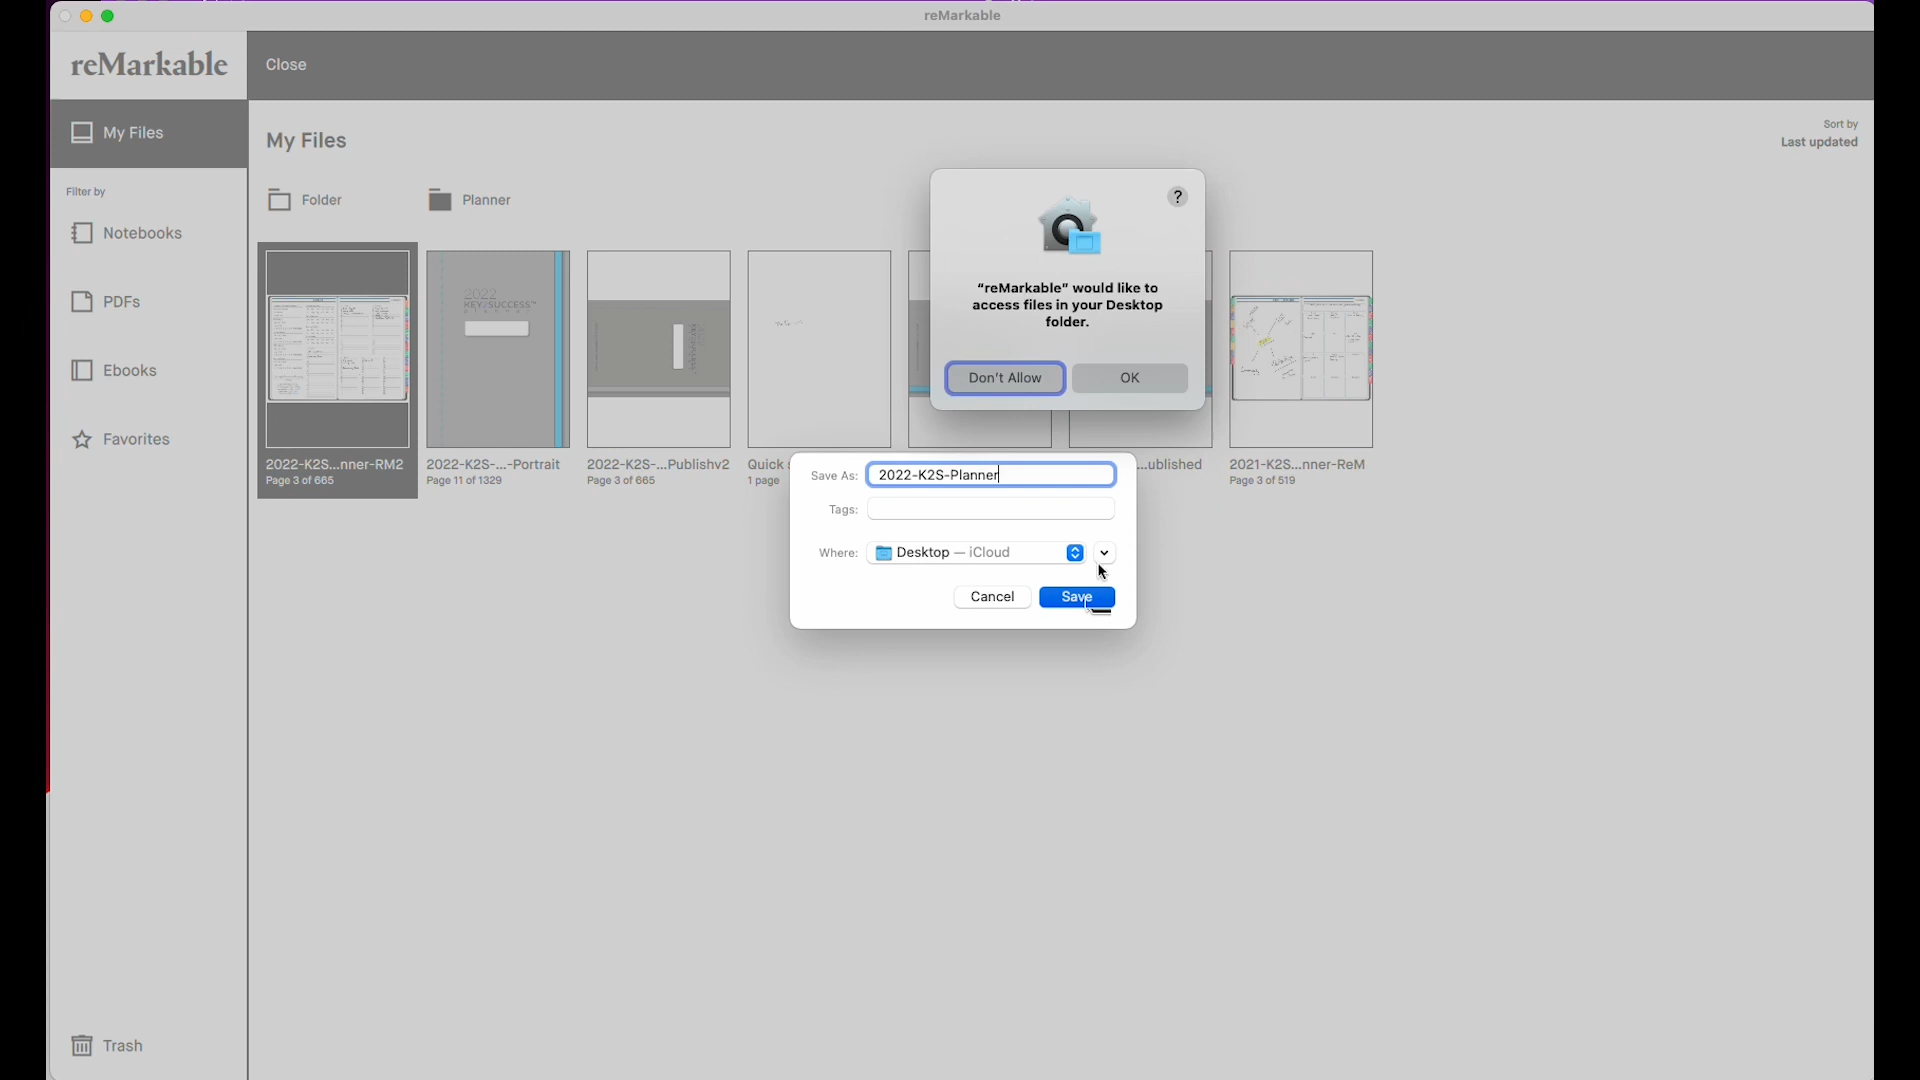 reMarkable
reMarkable
Close
My Files
My Files
Sort by
Last updated
Filter by
Folder
Planner
Notebooks
PDFs
Ebooks
Favorites
Trash
?
“reMarkable” would like to
access files in your Desktop
folder.
Don't Allow
OK
2022
KEY2SUCCESS™
PLANNER
2022-K2S...nner-RM2
Page 3 of 665
2022-K2S-...-Portrait
Page 11 of 1329
2022-K2S-...Publishv2
Page 3 of 665
Quick
1 page
...ublished
2021-K2S...nner-ReM
Page 3 of 519
Save As: 2022-K2S-Planner
Tags:
Where: Desktop — iCloud
Cancel
Save